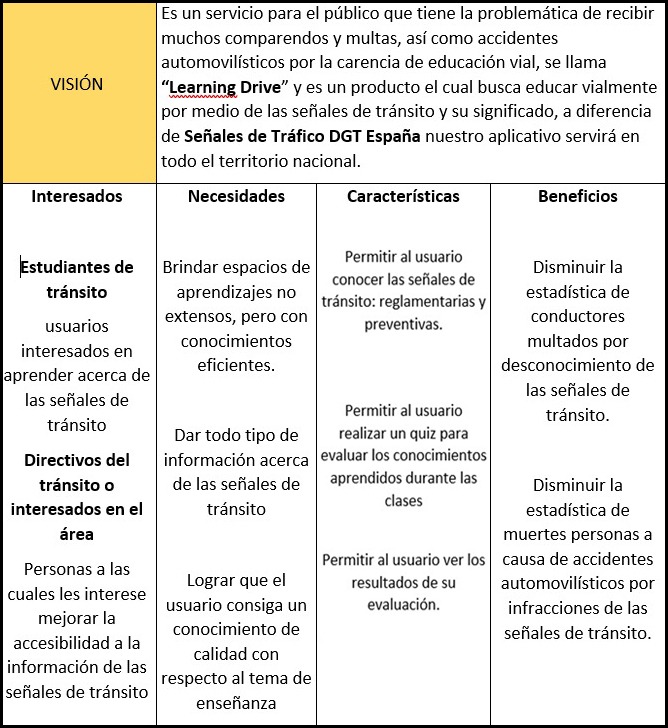 VISIÓN
Es un servicio para el público que tiene la problemática de recibir
muchos comparendos y multas, así como accidentes
automovilísticos por la carencia de educación vial, se llama
“Learning Drive” y es un producto el cual busca educar vialmente
por medio de las señales de tránsito y su significado, a diferencia
de Señales de Tráfico DGT España nuestro aplicativo servirá en
todo el territorio nacional.
Interesados
Estudiantes de
tránsito
usuarios
interesados en
aprender acerca de
las señales de
tránsito
Directivos del
tránsito o
interesados en el
área
Personas a las
cuales les interese
mejorar la
accesibilidad a la
información de las
señales de tránsito
Necesidades
Brindar espacios de
aprendizajes no
extensos, pero con
conocimientos
eficientes.
Dar todo tipo de
información acerca
de las señales de
tránsito
Lograr que el
usuario consiga un
conocimiento de
calidad con
respecto al tema de
enseñanza
Características
Permitir al usuario
conocer las señales de
tránsito: reglamentarias y
preventivas.
Permitir al usuario
realizar un quiz para
evaluar los conocimientos
aprendidos durante las
clases
Permitir al usuario ver los
resultados de su
evaluación.
Beneficios
Disminuir la
estadística de
conductores
multados por
desconocimiento de
las señales de
tránsito.
Disminuir la
estadística de
muertes personas a
causa de accidentes
automovilísticos por
infracciones de las
señales de tránsito.